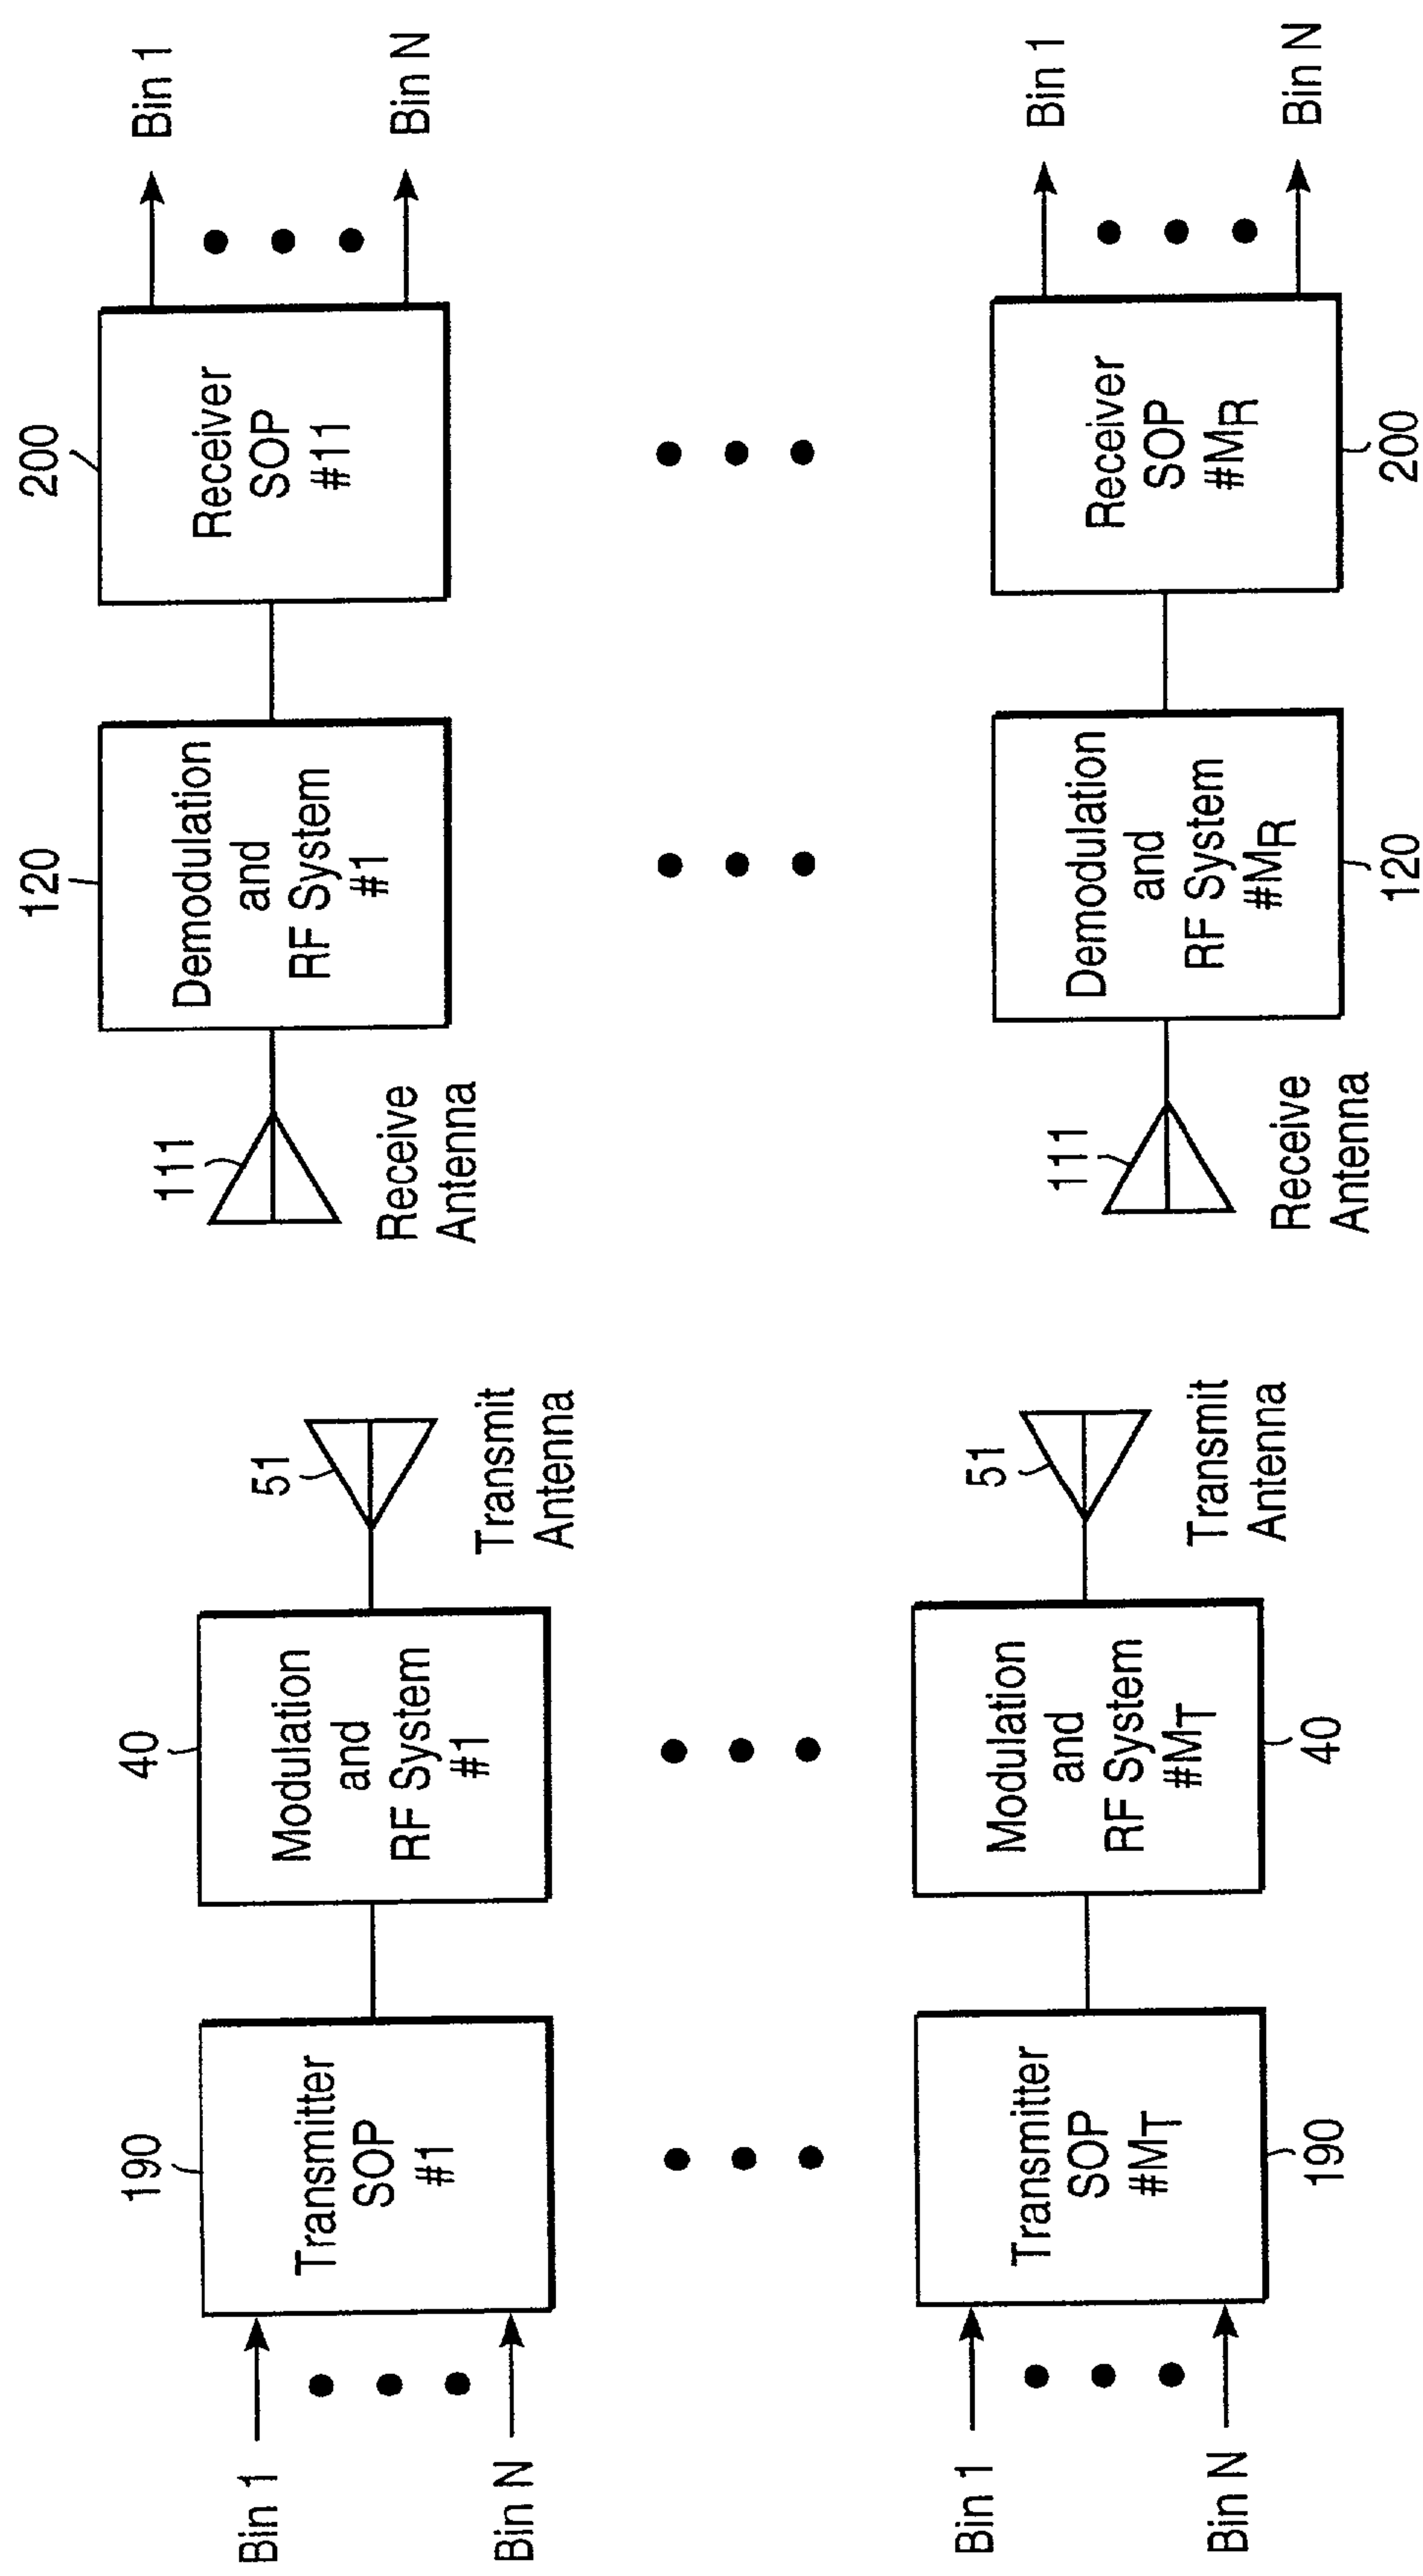 Bin 1
Bin N
190
Transmitter
SOP
#1
40
Modulation
and
RF System
#1
51
Transmit
Antenna
111
Receive
Antenna
120
Demodulation
and
RF System
#1
200
Receiver
SOP
#11
Bin 1
Bin N
Bin 1
Bin N
Transmitter
SOP
#MT
190
Modulation
and
RF System
#MT
40
51
Transmit
Antenna
111
Receive
Antenna
Demodulation
and
RF System
#MR
120
Receiver
SOP
#MR
200
Bin 1
Bin N